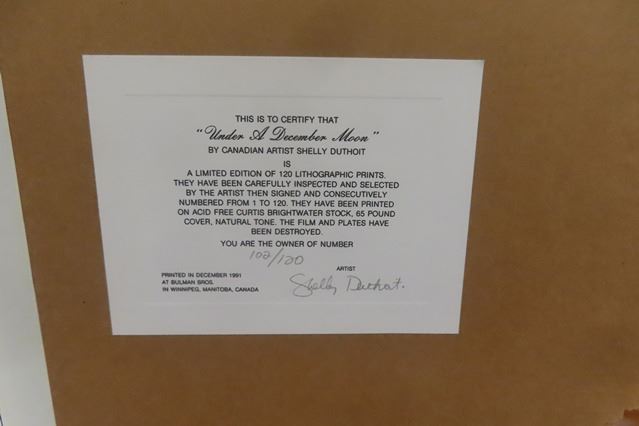 THIS IS TO CERTIFY THAT
"Under A December Moon"
BY CANADIAN ARTIST SHELLY DUTHOIT
IS
A LIMITED EDITION OF 120 LITHOGRAPHIC PRINTS.
THEY HAVE BEEN CAREFULLY INSPECTED AND SELECTED
BY THE ARTIST THEN SIGNED AND CONSECUTIVELY
NUMBERED FROM 1 TO 120. THEY HAVE BEEN PRINTED
ON ACID FREE CURTIS BRIGHTWATER STOCK, 65 POUND
COVER, NATURAL TONE. THE FILM AND PLATES HAVE
BEEN DESTROYED.
YOU ARE THE OWNER OF NUMBER
102/120
ARTIST
PRINTED IN DECEMBER 1991
AT BULMAN BROS.
IN WINNIPEG, MANITOBA, CANADA
Shelly Duthoit.